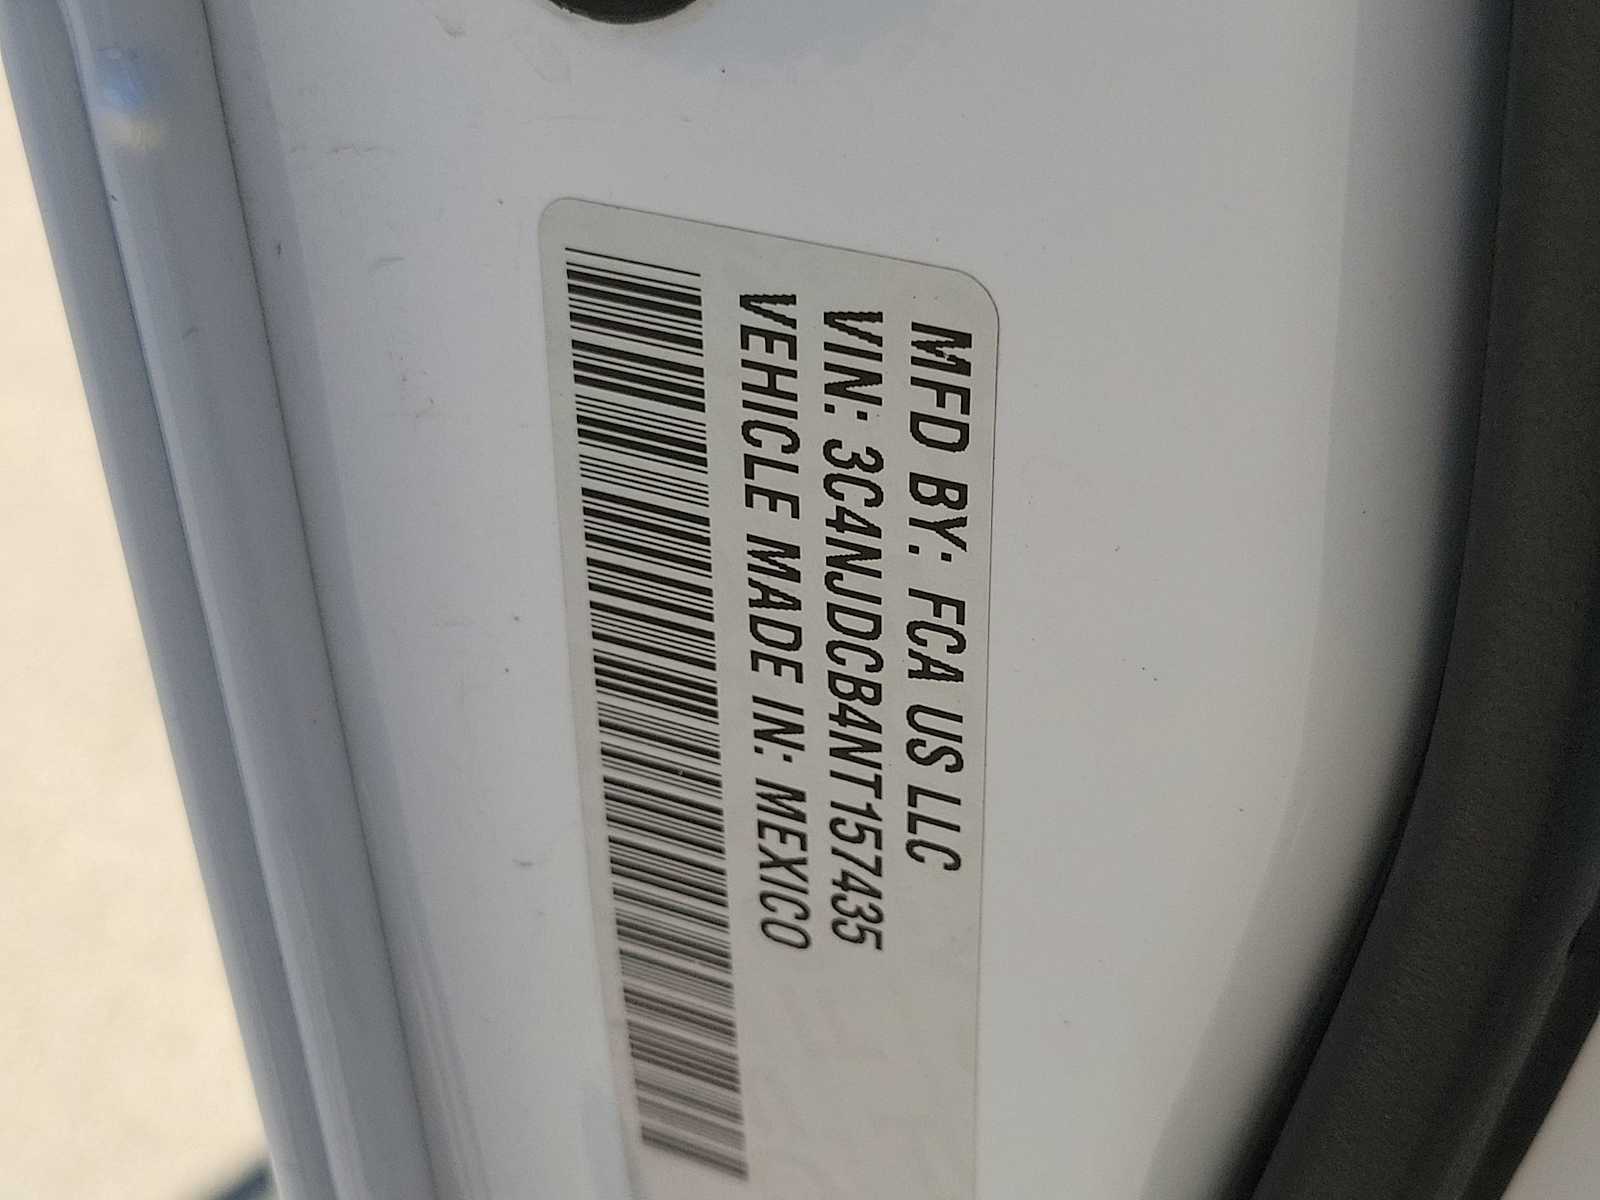 MFD BY: FCA US LLC
VIN: 3C4NJDCB4NT157435
VEHICLE MADE IN: MEXICO